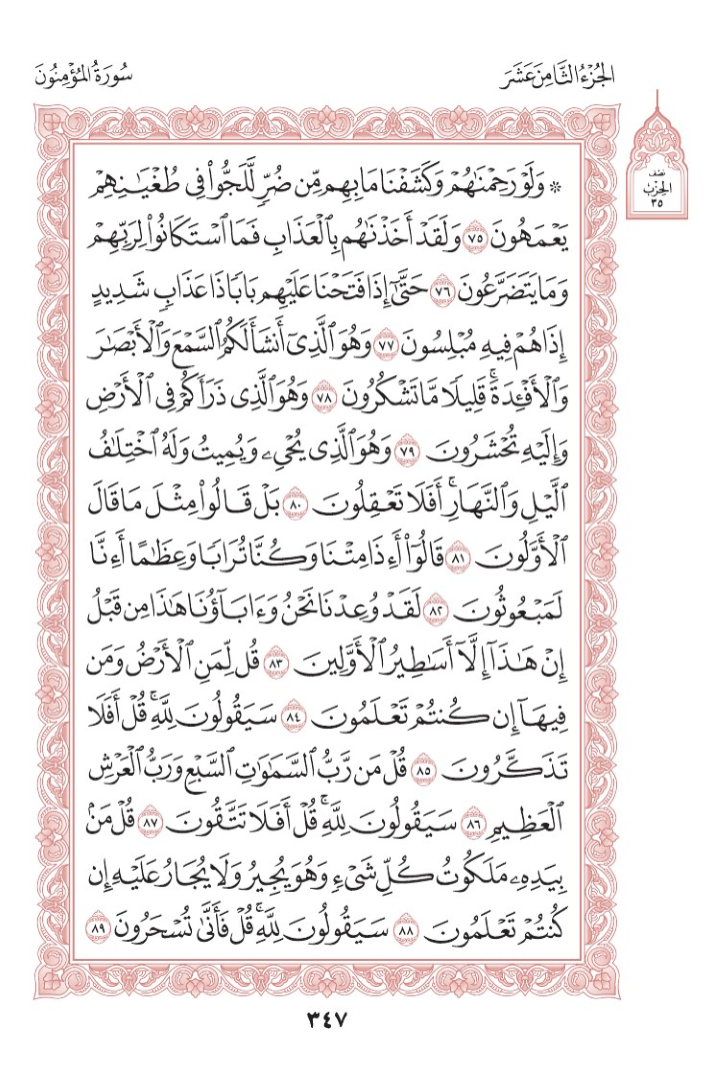 الجُزْءُ الثَّامِنَ عَشَرَ
سُورَةُ المُؤْمِنُونَ
نصف
الحِزْب
٣٥
۞ وَلَوْ رَحِمْنَٰهُمْ وَكَشَفْنَا مَا بِهِم مِّن ضُرٍّ لَّلَجُّوا۟ فِى طُغْيَٰنِهِمْ
يَعْمَهُونَ ٧٥ وَلَقَدْ أَخَذْنَٰهُم بِٱلْعَذَابِ فَمَا ٱسْتَكَانُوا۟ لِرَبِّهِمْ
وَمَا يَتَضَرَّعُونَ ٧٦ حَتَّىٰٓ إِذَا فَتَحْنَا عَلَيْهِم بَابًا ذَا عَذَابٍ شَدِيدٍ
إِذَا هُمْ فِيهِ مُبْلِسُونَ ٧٧ وَهُوَ ٱلَّذِىٓ أَنشَأَ لَكُمُ ٱلسَّمْعَ وَٱلْأَبْصَٰرَ
وَٱلْأَفْـِٔدَةَ ۚ قَلِيلًا مَّا تَشْكُرُونَ ٧٨ وَهُوَ ٱلَّذِى ذَرَأَكُمْ فِى ٱلْأَرْضِ
وَإِلَيْهِ تُحْشَرُونَ ٧٩ وَهُوَ ٱلَّذِى يُحْىِۦ وَيُمِيتُ وَلَهُ ٱخْتِلَٰفُ
ٱلَّيْلِ وَٱلنَّهَارِ ۚ أَفَلَا تَعْقِلُونَ ٨٠ بَلْ قَالُوا۟ مِثْلَ مَا قَالَ
ٱلْأَوَّلُونَ ٨١ قَالُوٓا۟ أَءِذَا مِتْنَا وَكُنَّا تُرَابًا وَعِظَٰمًا أَءِنَّا
لَمَبْعُوثُونَ ٨٢ لَقَدْ وُعِدْنَا نَحْنُ وَءَابَآؤُنَا هَٰذَا مِن قَبْلُ
إِنْ هَٰذَآ إِلَّآ أَسَٰطِيرُ ٱلْأَوَّلِينَ ٨٣ قُل لِّمَنِ ٱلْأَرْضُ وَمَن
فِيهَآ إِن كُنتُمْ تَعْلَمُونَ ٨٤ سَيَقُولُونَ لِلَّهِ ۚ قُلْ أَفَلَا
تَذَكَّرُونَ ٨٥ قُلْ مَن رَّبُّ ٱلسَّمَٰوَٰتِ ٱلسَّبْعِ وَرَبُّ ٱلْعَرْشِ
ٱلْعَظِيمِ ٨٦ سَيَقُولُونَ لِلَّهِ ۚ قُلْ أَفَلَا تَتَّقُونَ ٨٧ قُلْ مَنۢ
بِيَدِهِۦ مَلَكُوتُ كُلِّ شَىْءٍ وَهُوَ يُجِيرُ وَلَا يُجَارُ عَلَيْهِ إِن
كُنتُمْ تَعْلَمُونَ ٨٨ سَيَقُولُونَ لِلَّهِ ۚ قُلْ فَأَنَّىٰ تُسْحَرُونَ ٨٩
٣٤٧